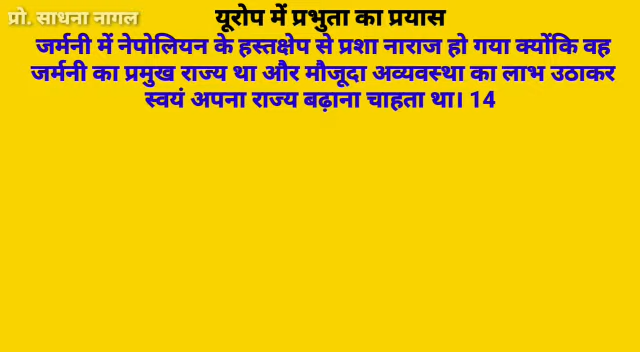 प्रो. साधना नागल
यूरोप में प्रभुता का प्रयास
जर्मनी में नेपोलियन के हस्तक्षेप से प्रशा नाराज हो गया क्योंकि वह
जर्मनी का प्रमुख राज्य था और मौजूदा अव्यवस्था का लाभ उठाकर
स्वयं अपना राज्य बढ़ाना चाहता था। 14